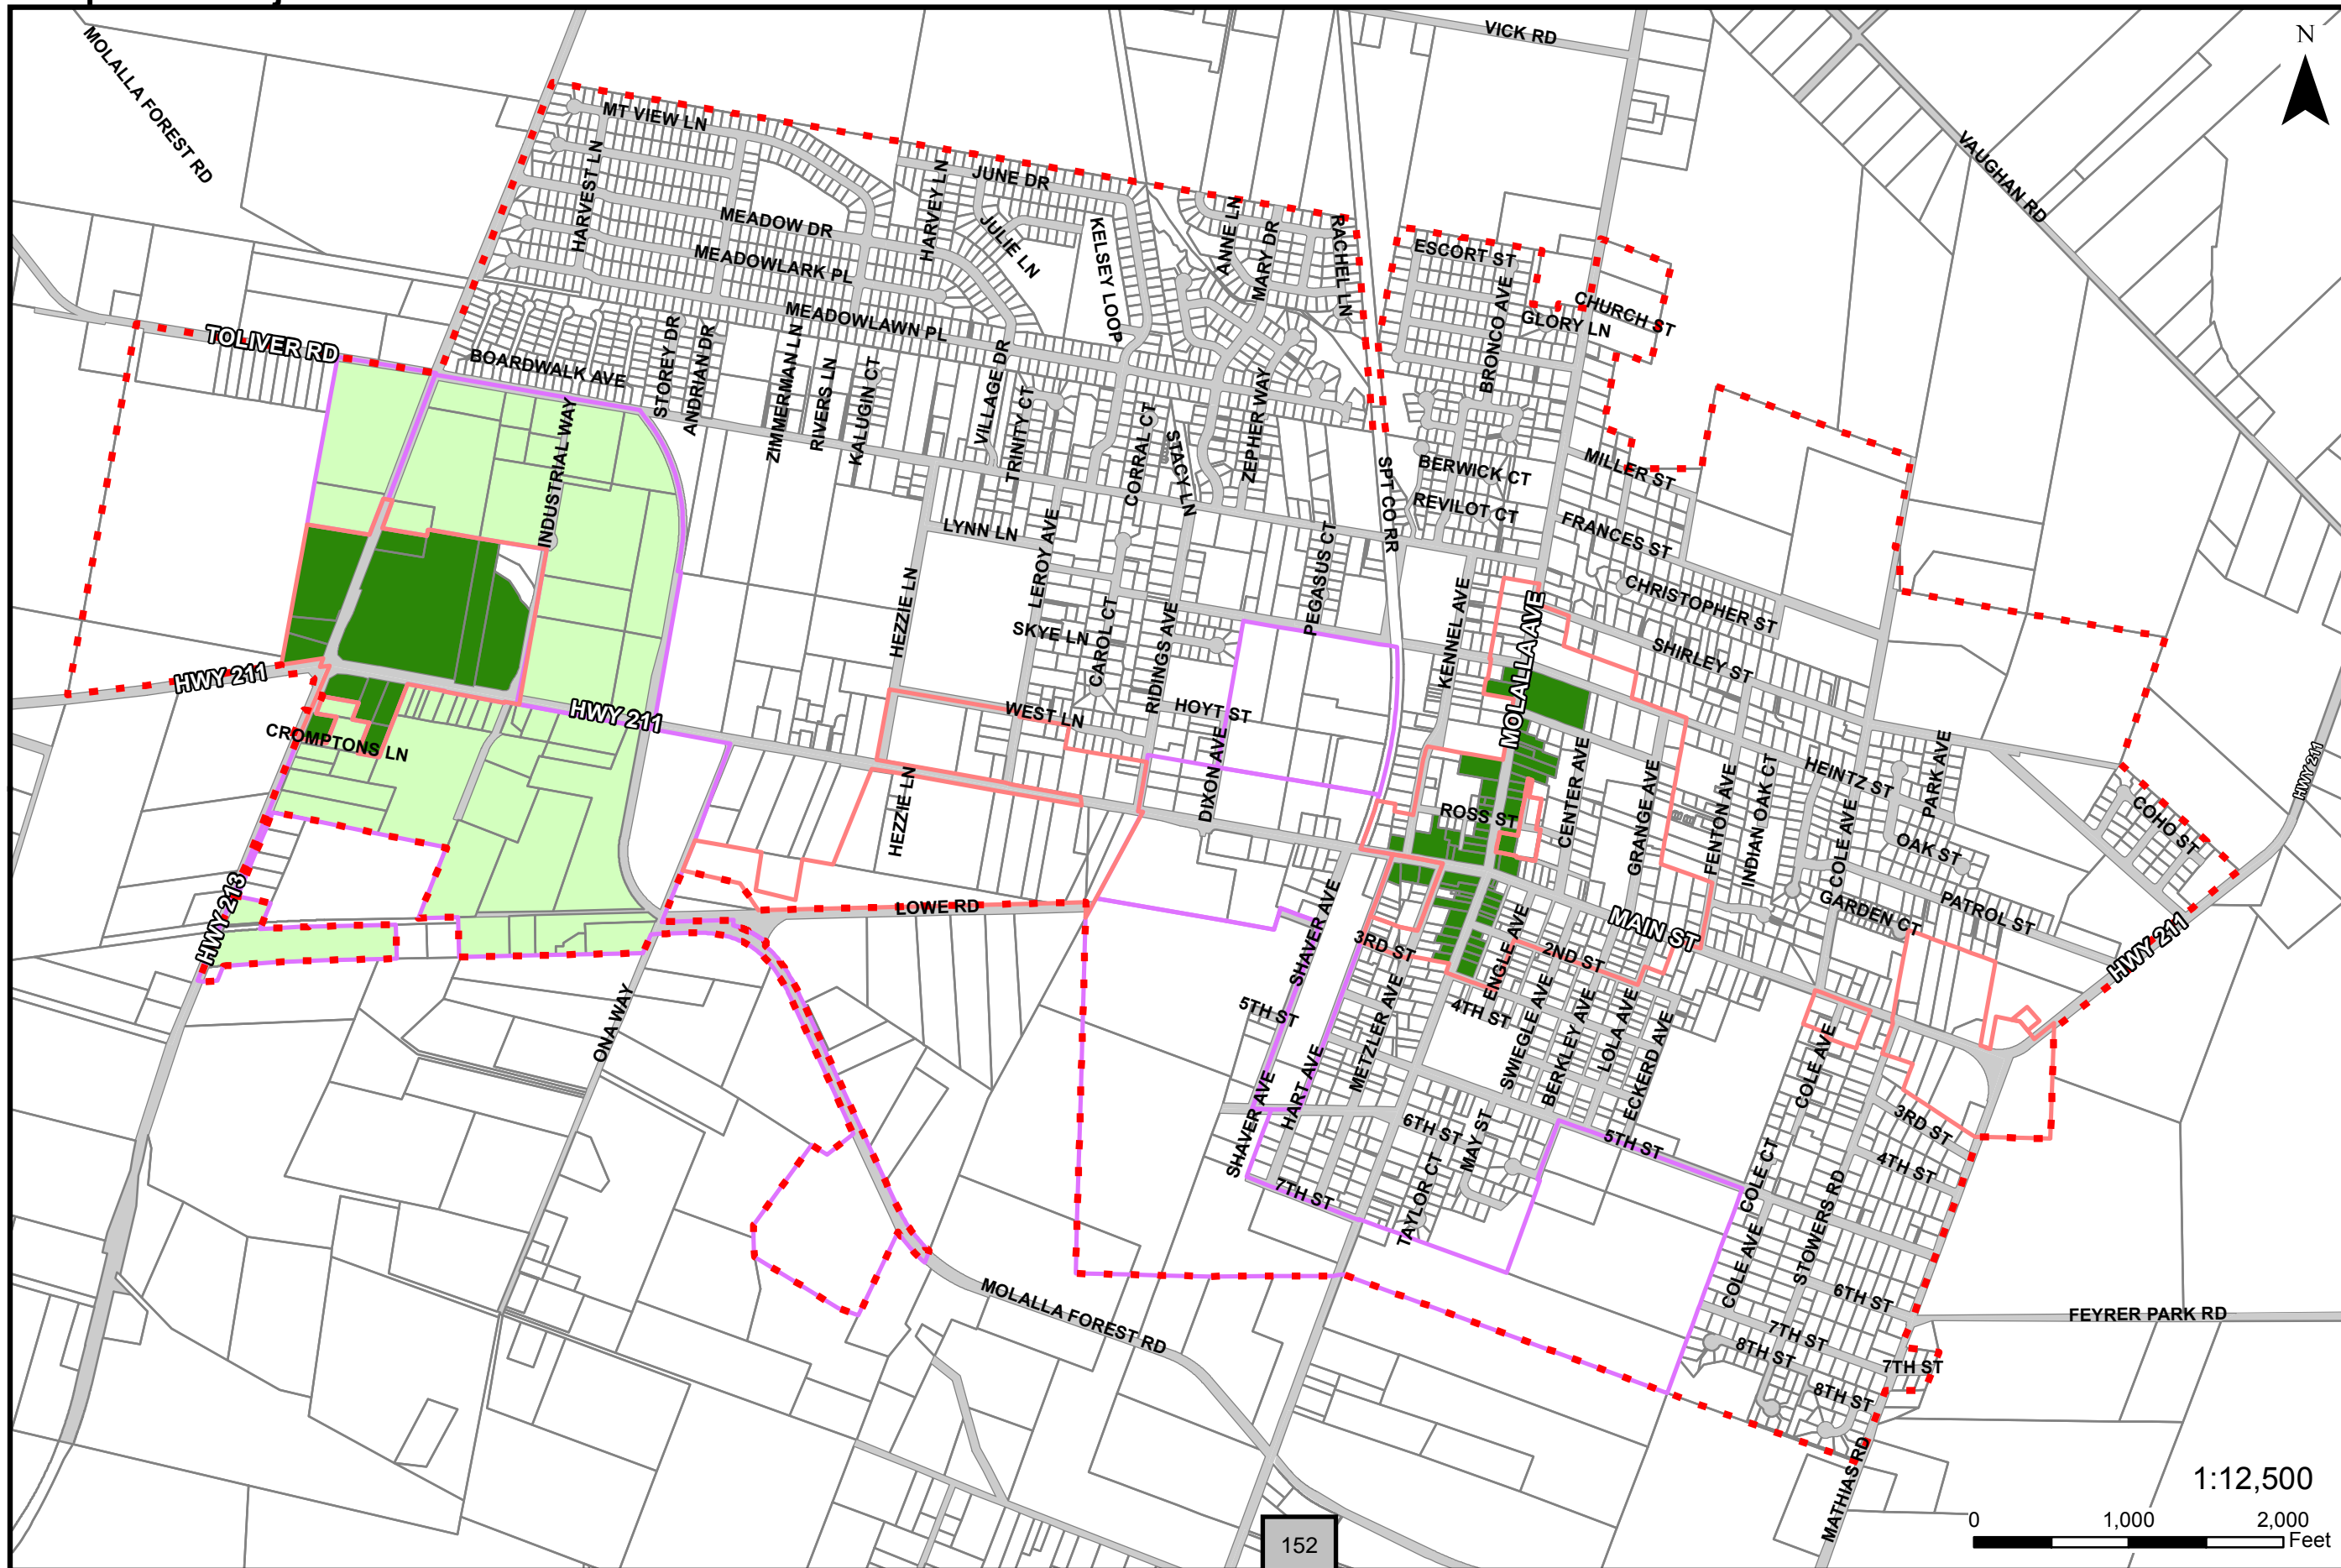 VICK RD
N
MOLALLA FOREST RD
MT VIEW LN
VAUGHAN RD
HARVEST LN
HARVEY LN
JUNE DR
MEADOW DR
JULIE LN
KELSEY LOOP
ANNE LN
MARY DR
RACHEL LN
ESCORT ST
MEADOWLARK PL
CHURCH ST
GLORY LN
MEADOWLAWN PL
BRONCO AVE
TOLIVER RD
BOARDWALK AVE
STOREY DR
ANDRIAN DR
ZIMMERMAN LN
RIVERS LN
KALUGIN CT
VILLAGE DR
TRINITY CT
CORRAL CT
STACY LN
ZEPHER WAY
INDUSTRIAL WAY
SPT CO RR
BERWICK CT
MILLER ST
REVILOT CT
LYNN LN
LEROY AVE
PEGASUS CT
FRANCES ST
HEZZIE LN
KENNEL AVE
MOLALLA AVE
CHRISTOPHER ST
SKYE LN
CAROL CT
RIDINGS AVE
SHIRLEY ST
HWY 211
HWY 211
WEST LN
HOYT ST
CROMPTONS LN
DIXON AVE
CENTER AVE
HEINTZ ST
PARK AVE
HWY 211
HEZZIE LN
ROSS ST
GRANGE AVE
FENTON AVE
INDIAN OAK CT
COLE AVE
OAK ST
COHO ST
HWY 213
LOWE RD
SHAVER AVE
3RD ST
ENGLE AVE
2ND ST
MAIN ST
GARDEN CT
PATROL ST
HWY 211
ONA WAY
5TH ST
METZLER AVE
4TH ST
SWIEGLE AVE
BERKLEY AVE
LOLA AVE
ECKERD AVE
COLE AVE
SHAVER AVE
HART AVE
6TH ST
MAY ST
5TH ST
3RD ST
4TH ST
7TH ST
TAYLOR CT
COLE CT
STOWERS RD
COLE AVE
6TH ST
FEYRER PARK RD
MOLALLA FOREST RD
7TH ST
8TH ST
7TH ST
8TH ST
MATHIAS RD
1:12,500
0 1,000 2,000
Feet
152